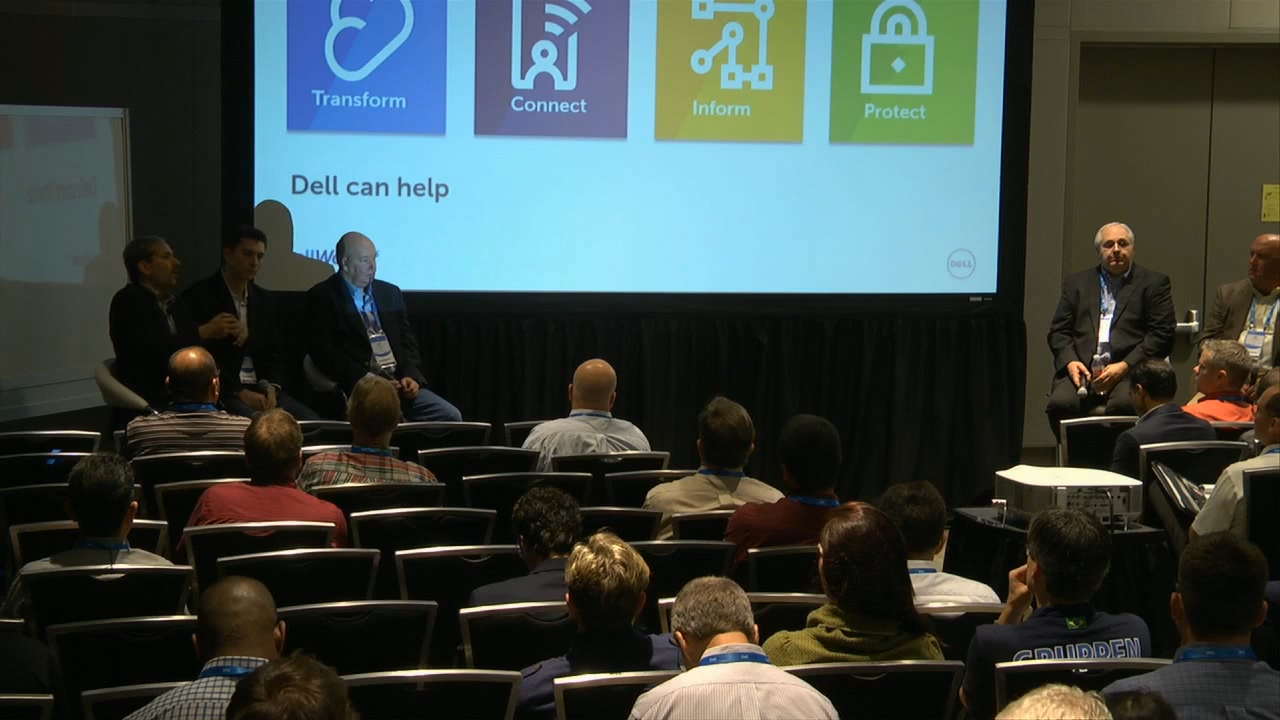 Transform
Connect
Inform
Protect
Dell can help
DELL
GRUPPEN